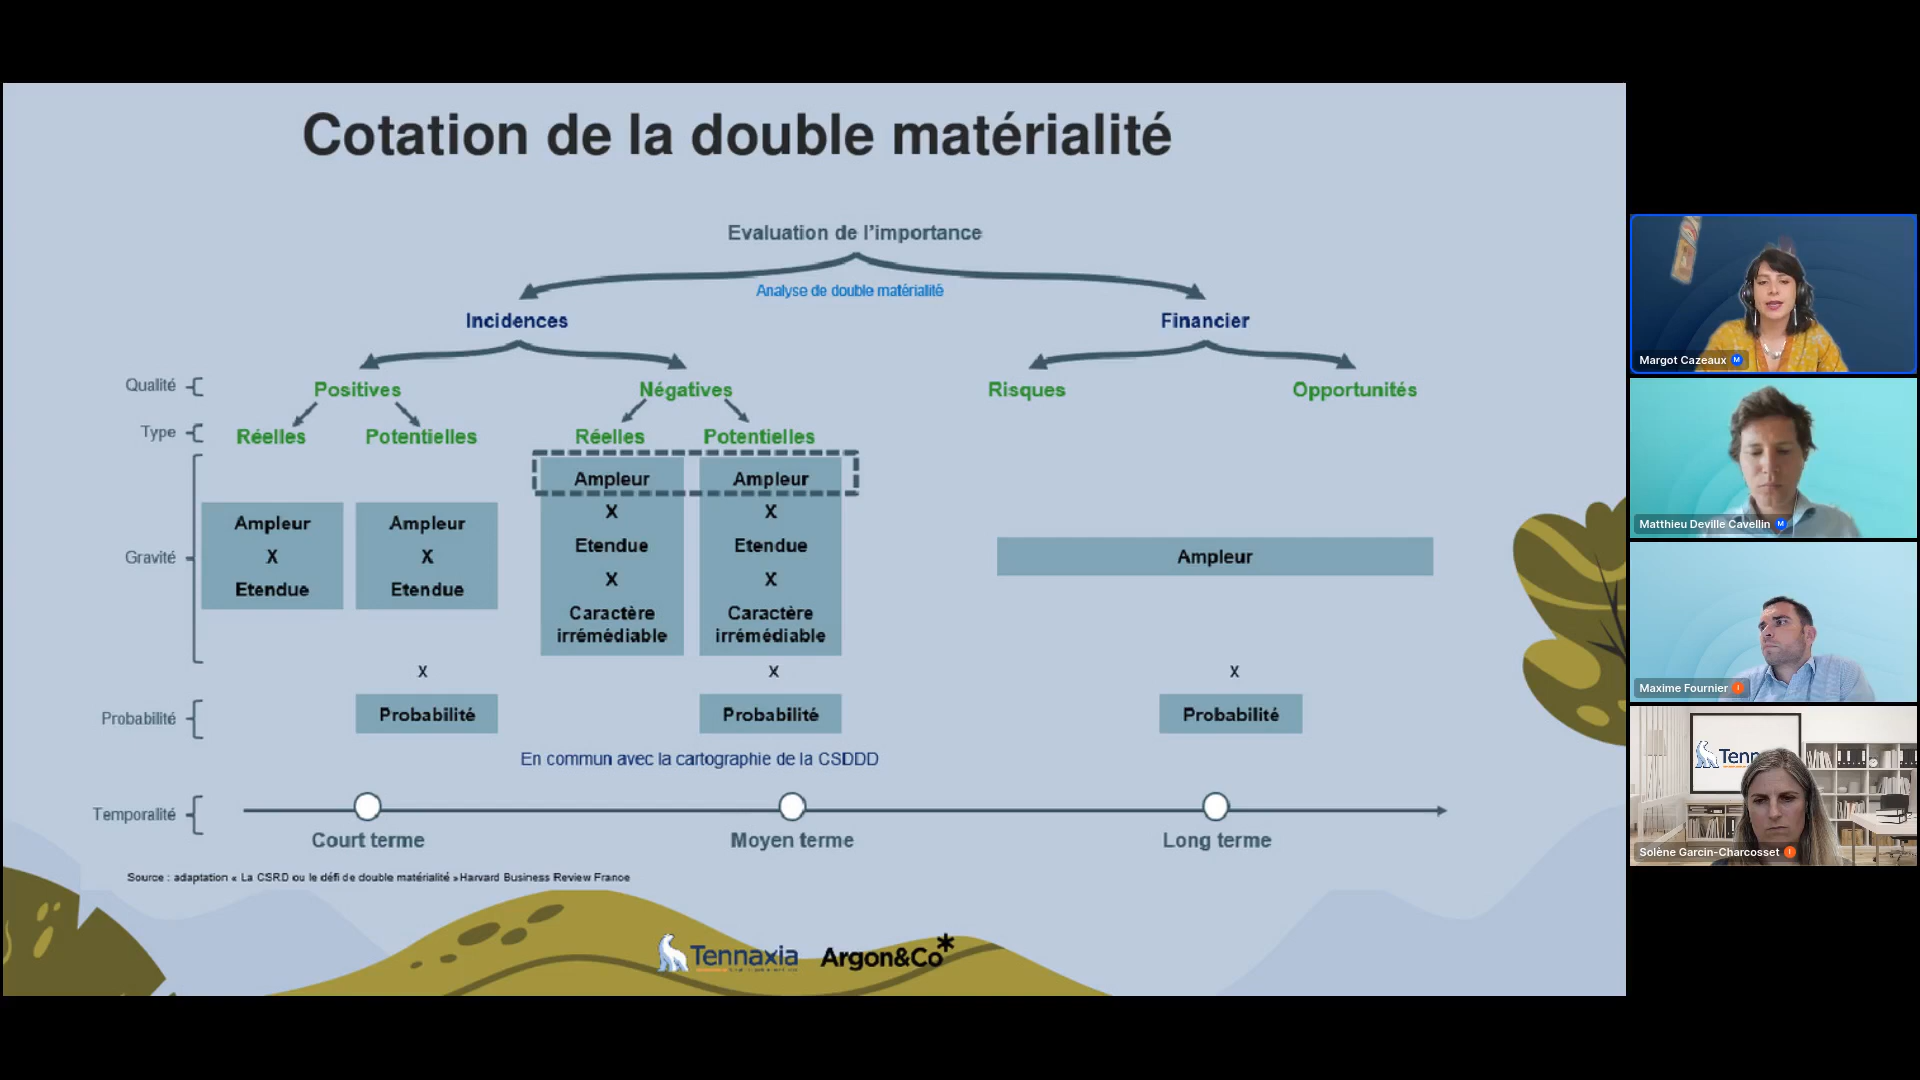 Cotation de la double matérialité
Evaluation de l'importance
Analyse de double matérialité
Incidences
Financier
Qualité
Positives
Négatives
Risques
Opportunités
Type
Réelles
Potentielles
Réelles
Potentielles
Gravité
Ampleur
X
Etendue
Ampleur
X
Etendue
Ampleur
X
Etendue
X
Caractère
irrémédiable
Ampleur
X
Etendue
X
Caractère
irrémédiable
Ampleur
x
x
x
Probabilité
Probabilité
Probabilité
Probabilité
En commun avec la cartographie de la CSDDD
Temporalité
Court terme
Moyen terme
Long terme
Source : adaptation « La CSRD ou le défi de double matérialité » Harvard Business Review France
Tennaxia
Argon&Co*
Margot Cazeaux M
Matthieu Deville Cavellin M
Maxime Fournier I
Tenn
Solène Garcin-Charcosset I